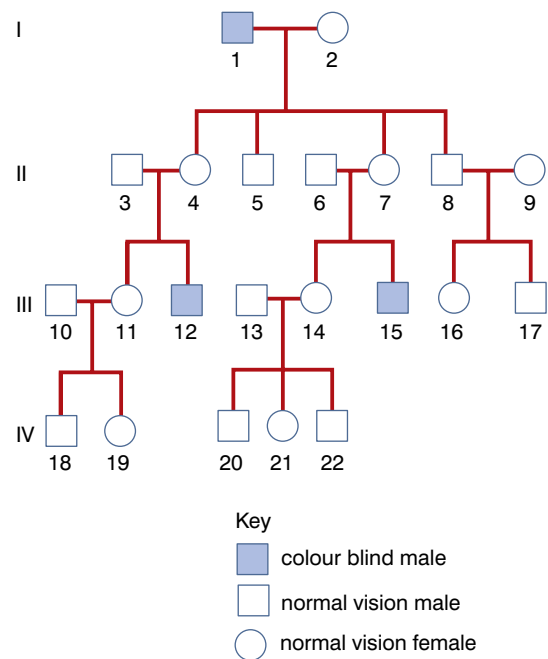 I
1 2
II
3 4 5 6 7 8 9
III
10 11 12 13 14 15 16 17
IV
18 19 20 21 22
Key
colour blind male
normal vision male
normal vision female